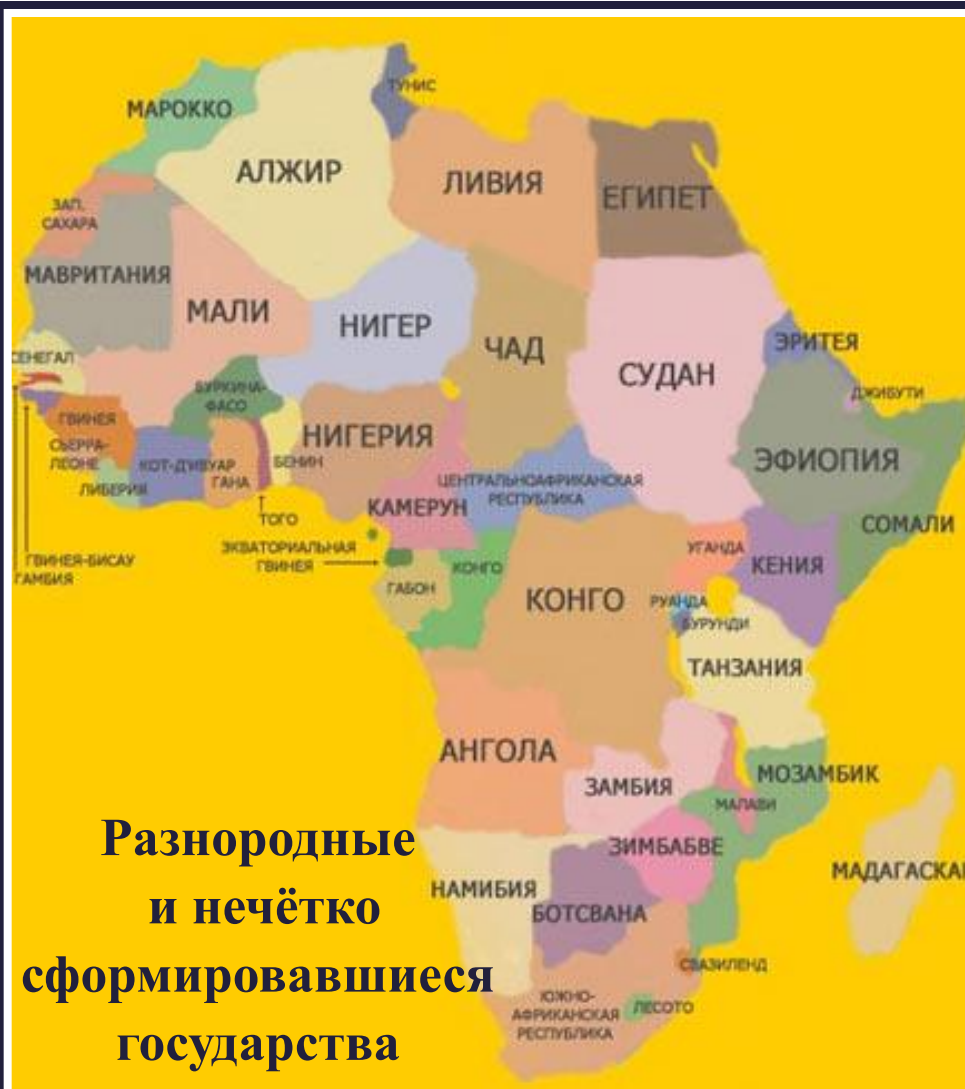 ТУНИС
МАРОККО
АЛЖИР
ЛИВИЯ
ЕГИПЕТ
ЗАП.
САХАРА
МАВРИТАНИЯ
МАЛИ
НИГЕР
ЧАД
СУДАН
ЭРИТЕЯ
СЕНЕГАЛ
БУРКИНА-
ФАСО
ДЖИБУТИ
ГВИНЕЯ
НИГЕРИЯ
СЬЕРРА-
ЛЕОНЕ
КОТ-Д'ИВУАР
ГАНА
БЕНИН
ЭФИОПИЯ
ЛИБЕРИЯ
ЦЕНТРАЛЬНОАФРИКАНСКАЯ
РЕСПУБЛИКА
КАМЕРУН
ТОГО
СОМАЛИ
ГВИНЕЯ-БИСАУ
ГАМБИЯ
ЭКВАТОРИАЛЬНАЯ
ГВИНЕЯ
УГАНДА
КЕНИЯ
ГАБОН
КОНГО
КОНГО
РУАНДА
БУРУНДИ
ТАНЗАНИЯ
АНГОЛА
ЗАМБИЯ
МОЗАМБИК
МАЛАВИ
ЗИМБАБВЕ
МАДАГАСКАР
НАМИБИЯ
БОТСВАНА
СВАЗИЛЕНД
ЮЖНО-
АФРИКАНСКАЯ
РЕСПУБЛИКА
ЛЕСОТО
Разнородные
и нечётко
сформировавшиеся
государства